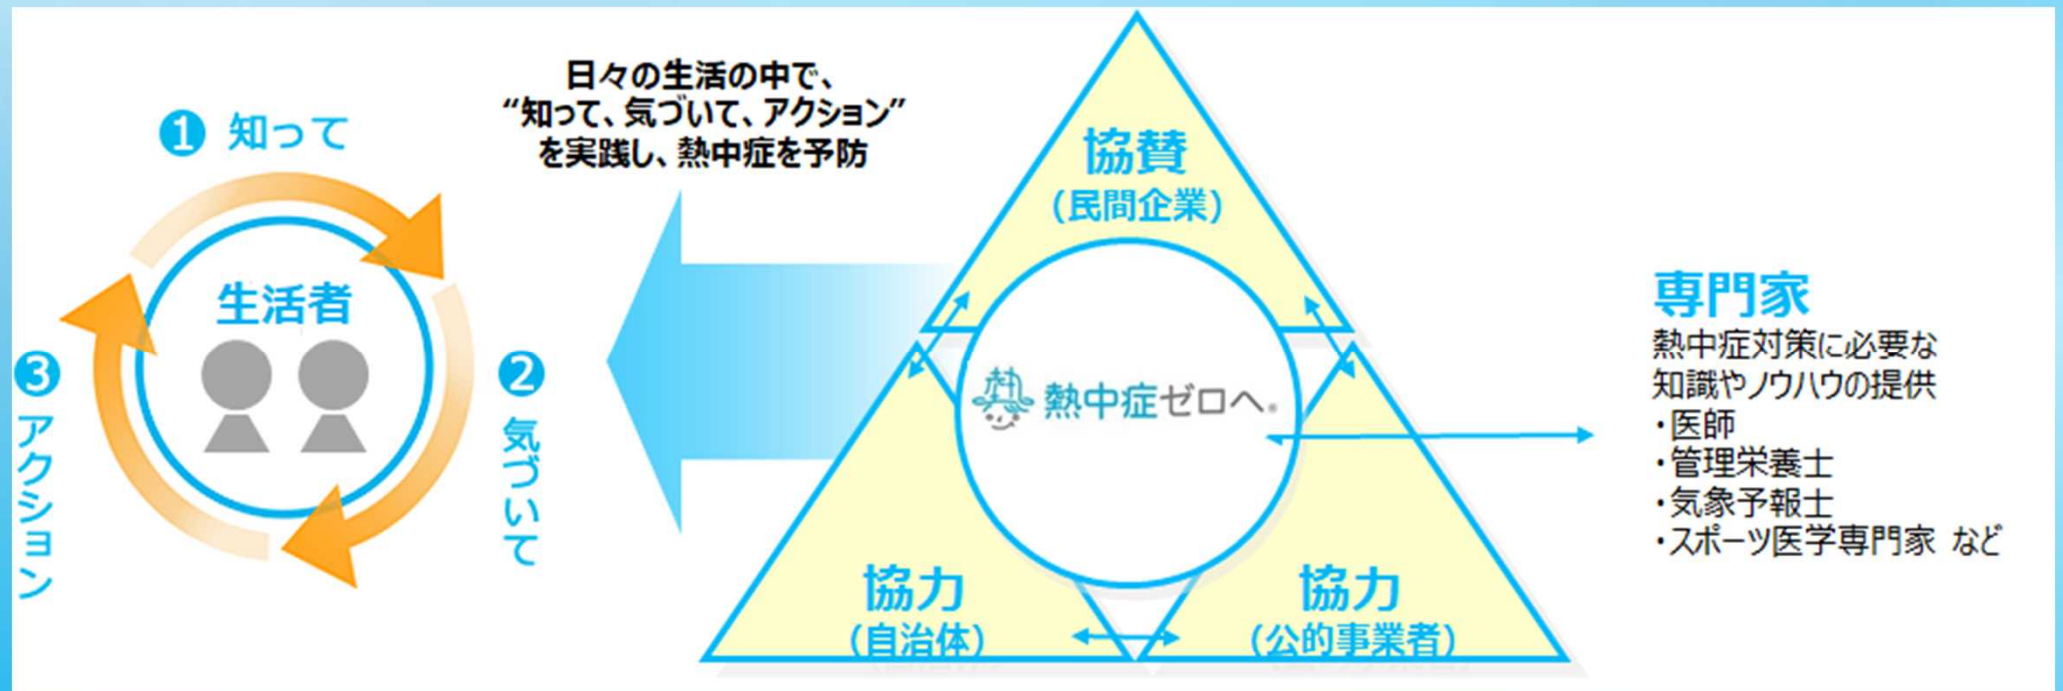 ❶ 知って
❷ 気づいて
❸ アクション
生活者
日々の生活の中で、
“知って、気づいて、アクション”
を実践し、熱中症を予防
協賛
（民間企業）
熱中症ゼロへ®
協力
（自治体）
協力
（公的事業者）
専門家
熱中症対策に必要な
知識やノウハウの提供
・医師
・管理栄養士
・気象予報士
・スポーツ医学専門家 など